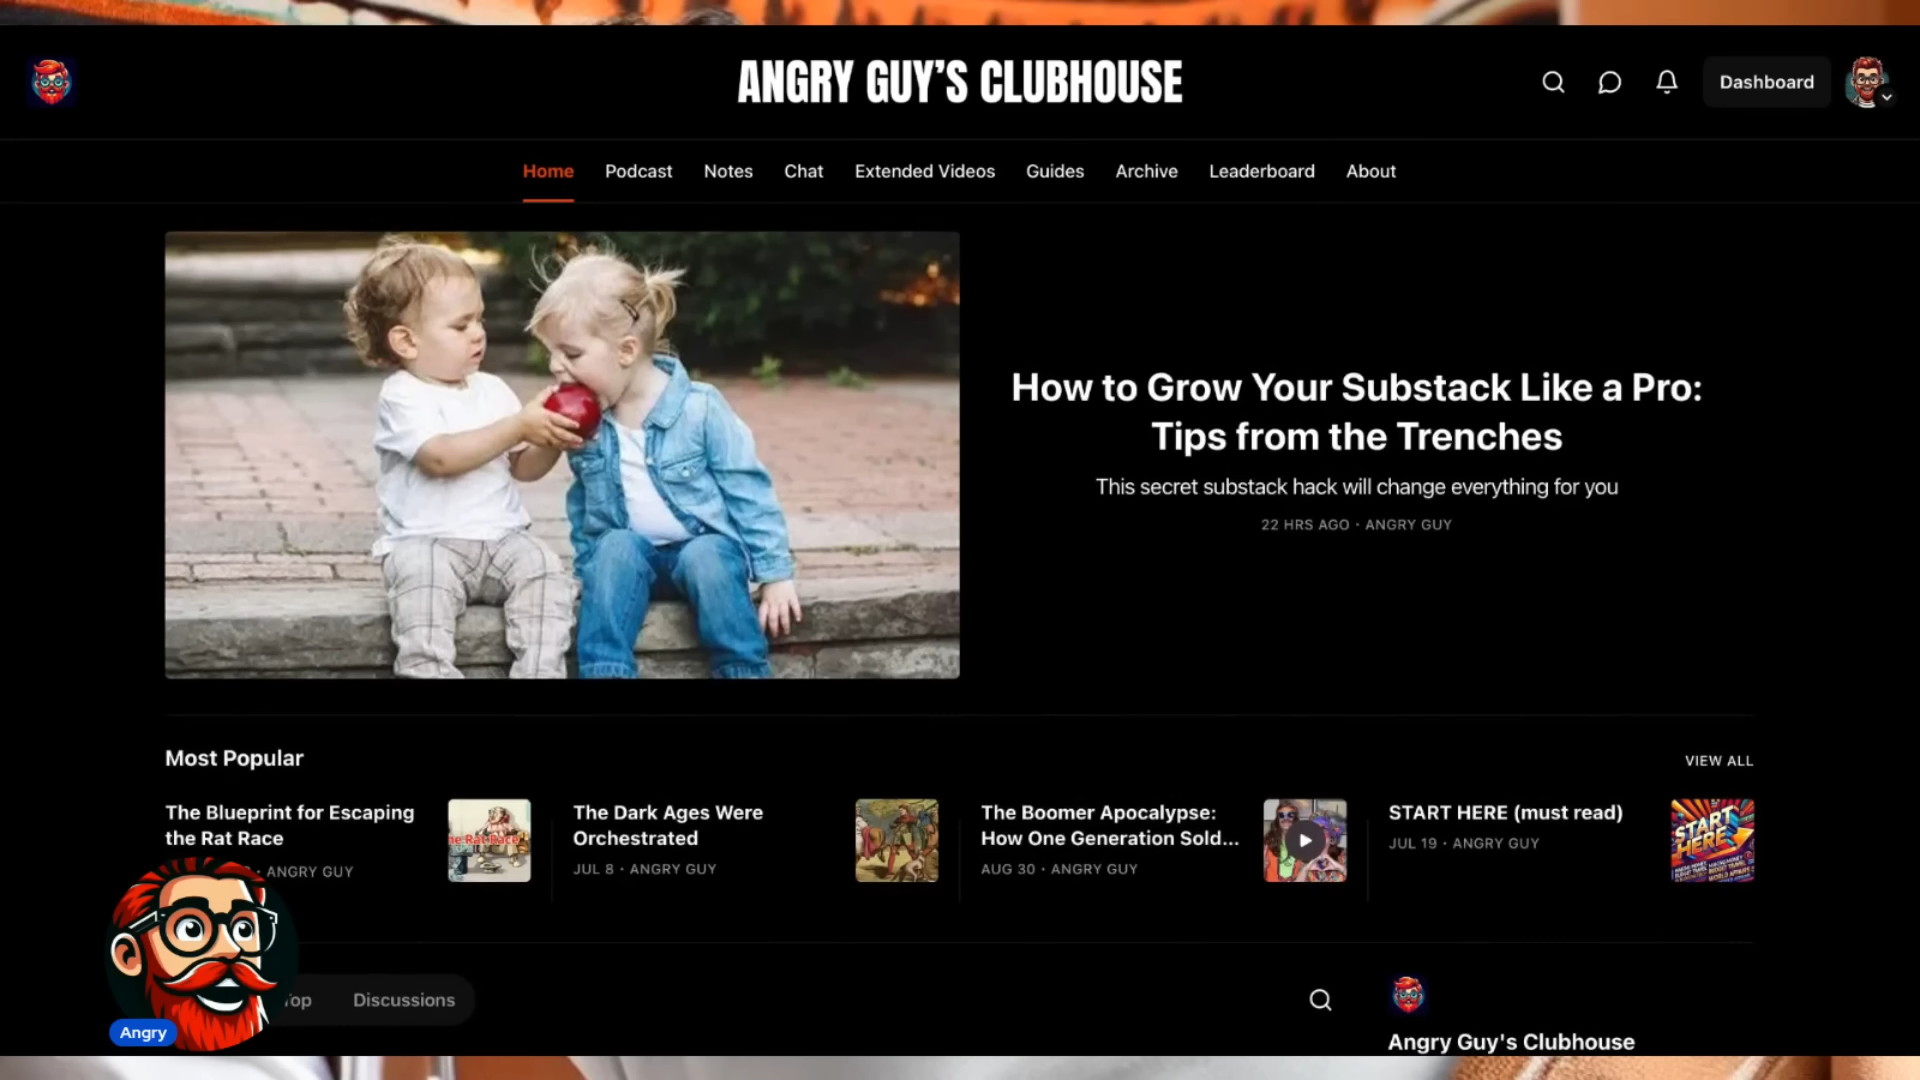 ANGRY GUY'S CLUBHOUSE
Dashboard
Home Podcast Notes Chat Extended Videos Guides Archive Leaderboard About
How to Grow Your Substack Like a Pro:
Tips from the Trenches
This secret substack hack will change everything for you
22 HRS AGO · ANGRY GUY
Most Popular
VIEW ALL
The Blueprint for Escaping
the Rat Race
· ANGRY GUY
he Rat Race
The Dark Ages Were
Orchestrated
JUL 8 · ANGRY GUY
The Boomer Apocalypse:
How One Generation Sold...
AUG 30 · ANGRY GUY
START HERE (must read)
JUL 19 · ANGRY GUY
START
HERE
Discussions
Angry
Angry Guy's Clubhouse